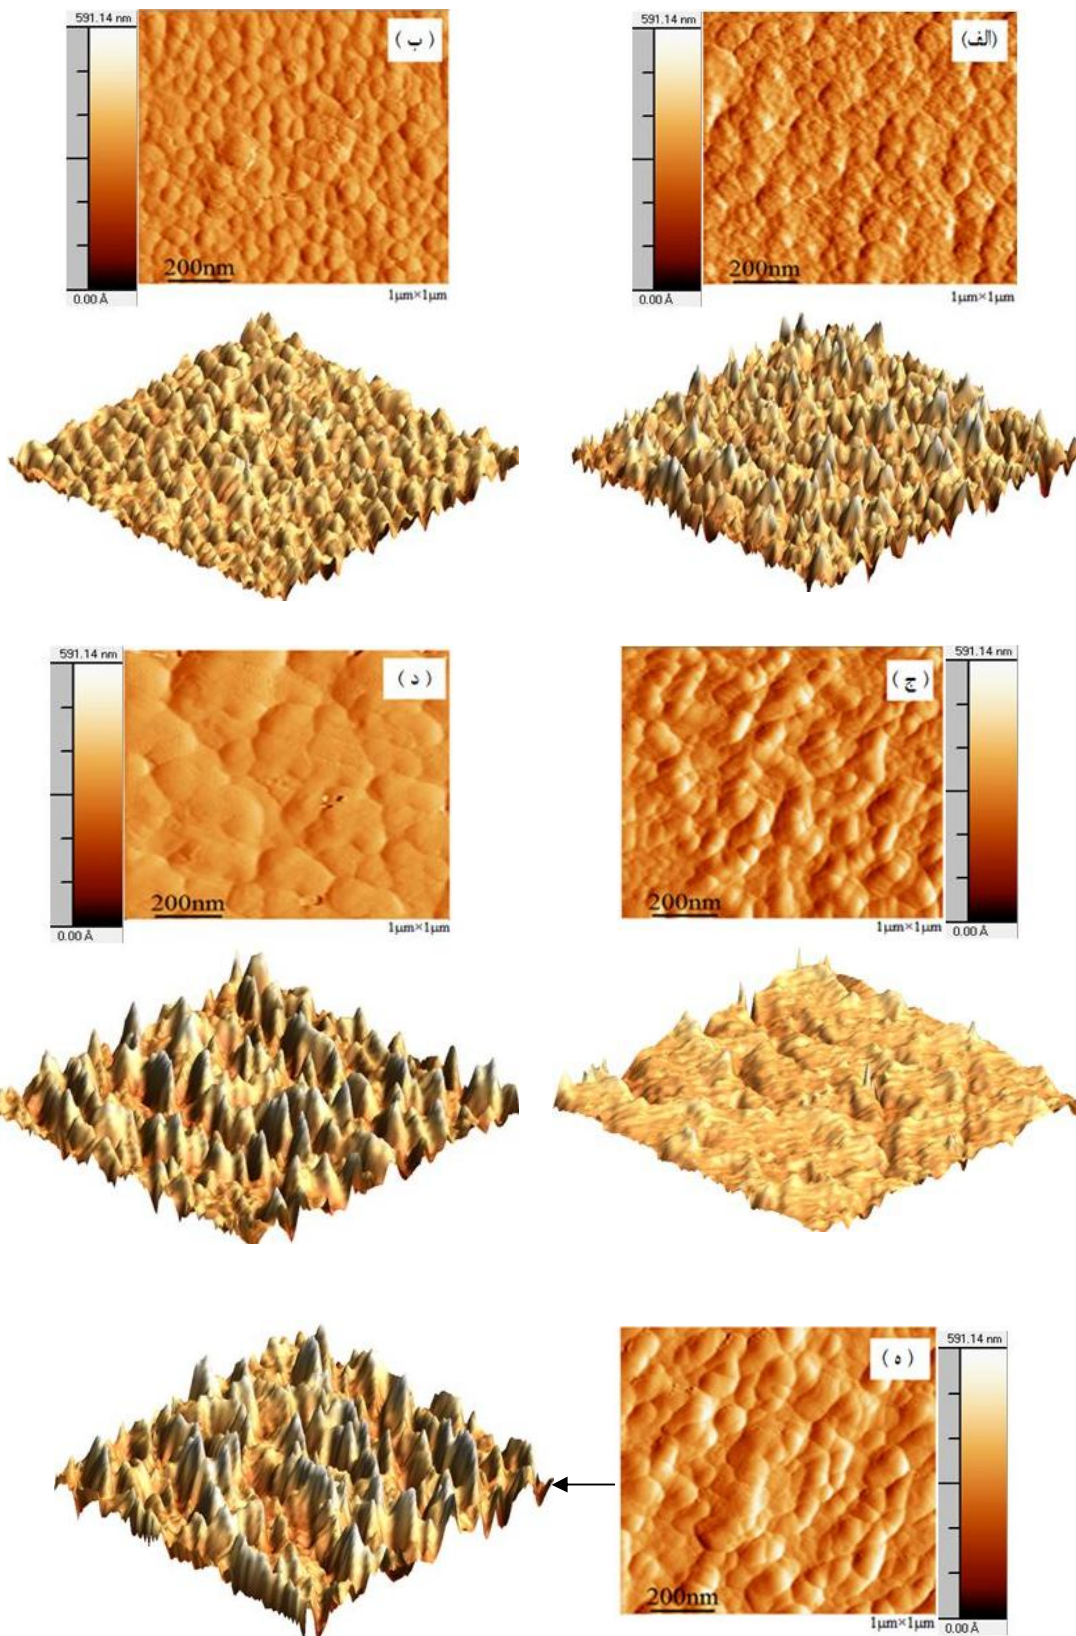 591.14 nm
(الف)
200nm
0.00 Å
1µm×1µm
591.14 nm
( ب )
200nm
0.00 Å
1µm×1µm
591.14 nm
( ج )
200nm
1µm×1µm
0.00 Å
591.14 nm
( د )
200nm
0.00 Å
1µm×1µm
591.14 nm
( ه )
200nm
1µm×1µm
0.00 Å